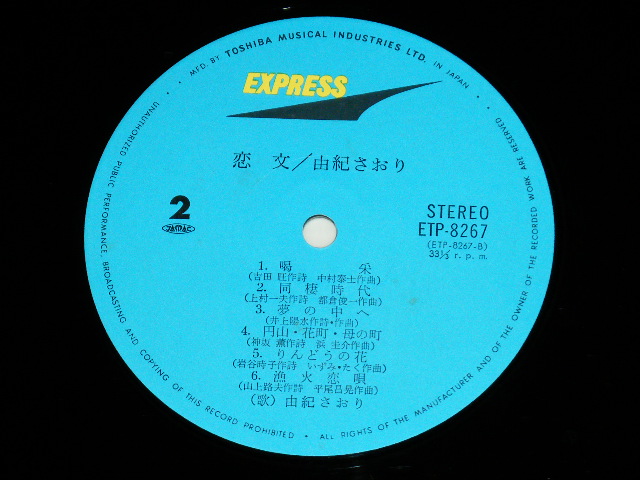 • MFD. BY TOSHIBA MUSICAL INDUSTRIES LTD. IN JAPAN •
EXPRESS
恋 文／由紀さおり
2
STEREO
ETP-8267
(ETP-8267-B)
33⅓ r. p. m.
1. 喝 采
(吉田 旺作詩 中村泰士作曲)
2. 同棲時代
(上村一夫作詩 都倉俊一作曲)
3. 夢の中へ
(井上陽水作詩・作曲)
4. 円山・花町・母の町
(神坂 薫作詩 浜 圭介作曲)
5. りんどうの花
(岩谷時子作詩 いずみ・たく作曲)
6. 漁火恋唄
(山上路夫作詩 平尾昌晃作曲)
(歌) 由紀さおり
UNAUTHORIZED PUBLIC PERFORMANCE, BROADCASTING AND COPYING OF THIS RECORD PROHIBITED • ALL RIGHTS OF THE MANUFACTURER AND OF THE OWNER OF THE RECORDED WORK ARE RESERVED